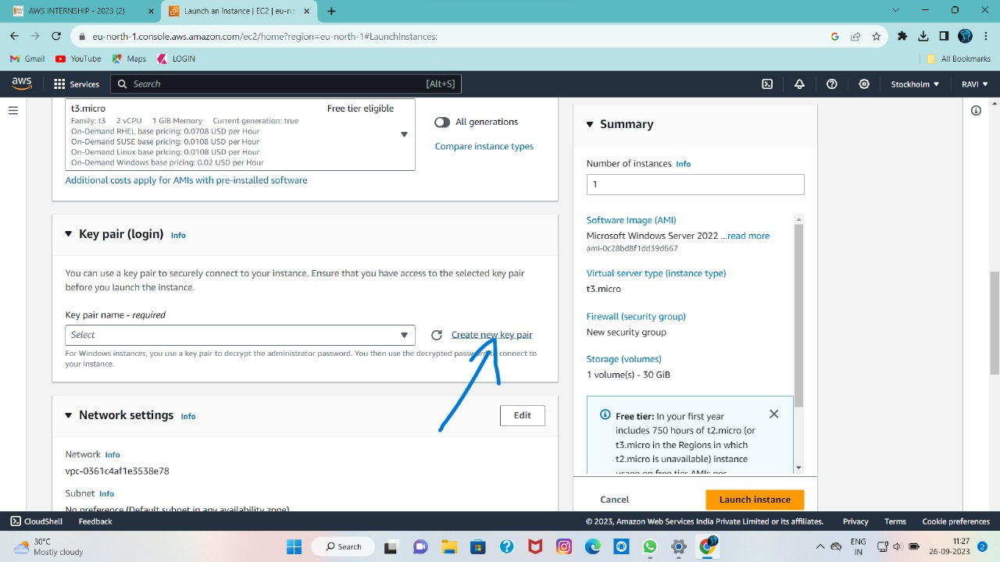 AWS INTERNSHIP - 2023 (2)
Launch an instance | EC2 | eu-no
eu-north-1.console.aws.amazon.com/ec2/home?region=eu-north-1#LaunchInstances:
Gmail YouTube Maps LOGIN All Bookmarks
aws Services Search [Alt+S] Stockholm RAVI
t3.micro Free tier eligible
Family: t3 2 vCPU 1 GiB Memory Current generation: true
On-Demand RHEL base pricing: 0.0708 USD per Hour
On-Demand SUSE base pricing: 0.0108 USD per Hour
On-Demand Linux base pricing: 0.0108 USD per Hour
On-Demand Windows base pricing: 0.02 USD per Hour
All generations
Compare instance types
Additional costs apply for AMIs with pre-installed software
Key pair (login) Info
You can use a key pair to securely connect to your instance. Ensure that you have access to the selected key pair
before you launch the instance.
Key pair name - required
Select
Create new key pair
For Windows instances, you use a key pair to decrypt the administrator password. You then use the decrypted password to connect to
your instance.
Network settings Info
Edit
Network Info
vpc-0361c4af1e3538e78
Subnet Info
No preference (Default subnet in any availability zone)
Summary
Number of instances Info
1
Software Image (AMI)
Microsoft Windows Server 2022 ...read more
ami-0c28bd8f1dd39d667
Virtual server type (instance type)
t3.micro
Firewall (security group)
New security group
Storage (volumes)
1 volume(s) - 30 GiB
Free tier: In your first year
includes 750 hours of t2.micro (or
t3.micro in the Regions in which
t2.micro is unavailable) instance
usage on free tier AMIs per
Cancel
Launch instance
CloudShell Feedback © 2023, Amazon Web Services India Private Limited or its affiliates. Privacy Terms Cookie preferences
30°C
Mostly cloudy
Search
ENG
IN
11:27
26-09-2023
2